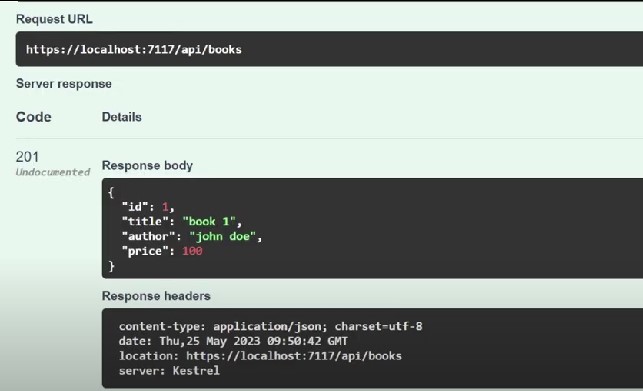 Request URL
https://localhost:7117/api/books
Server response
Code Details
201
Undocumented
Response body
{
"id": 1,
"title": "book 1",
"author": "john doe",
"price": 100
}
Response headers
content-type: application/json; charset=utf-8
date: Thu,25 May 2023 09:50:42 GMT
location: https://localhost:7117/api/books
server: Kestrel